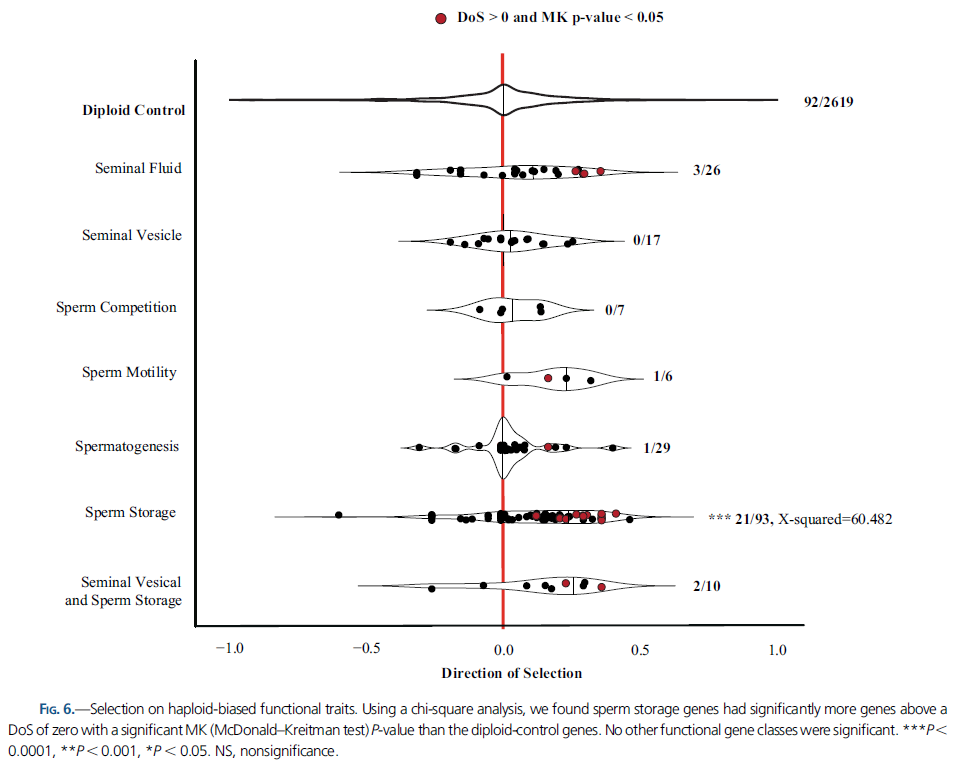 DoS > 0 and MK p-value < 0.05
Diploid Control
92/2619
Seminal Fluid
3/26
Seminal Vesicle
0/17
Sperm Competition
0/7
Sperm Motility
1/6
Spermatogenesis
1/29
Sperm Storage
*** 21/93, X-squared=60.482
Seminal Vesical
and Sperm Storage
2/10
−1.0 −0.5 0.0 0.5 1.0
Direction of Selection
FIG. 6.—Selection on haploid-biased functional traits. Using a chi-square analysis, we found sperm storage genes had significantly more genes above a
DoS of zero with a significant MK (McDonald–Kreitman test) P-value than the diploid-control genes. No other functional gene classes were significant. ***P<
0.0001, **P < 0.001, *P < 0.05. NS, nonsignificance.